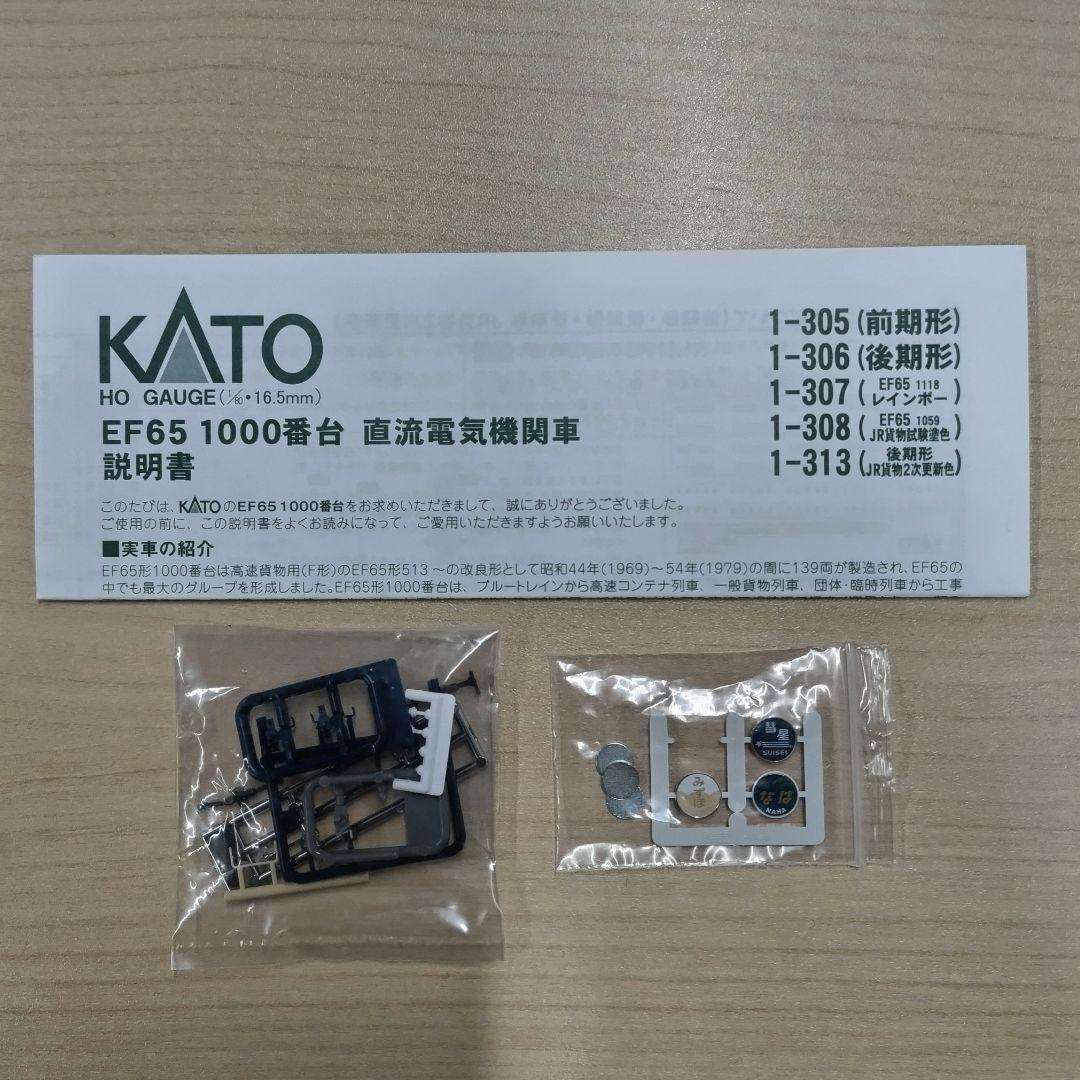 KATO
HO GAUGE(1/80・16.5mm)
EF65 1000番台 直流電気機関車
説明書
1-305(前期形)
1-306(後期形)
1-307(EF65 1118 レインボー)
1-308(EF65 1059 JR貨物試験塗色)
1-313(後期形 JR貨物2次更新色)
このたびは、KATOのEF65 1000番台をお求めいただきまして、誠にありがとうございました。
ご使用の前に、この説明書をよくお読みになって、ご愛用いただきますようお願いいたします。
■実車の紹介
EF65形1000番台は高速貨物用(F形)のEF65形513～の改良形として昭和44年(1969)～54年(1979)の間に139両が製造され、EF65の
中でも最大のグループを形成しました。EF65形1000番台は、ブルートレインから高速コンテナ列車、一般貨物列車、団体・臨時列車から工事
彗星
SUISEI
みずほ
なは
NAHA